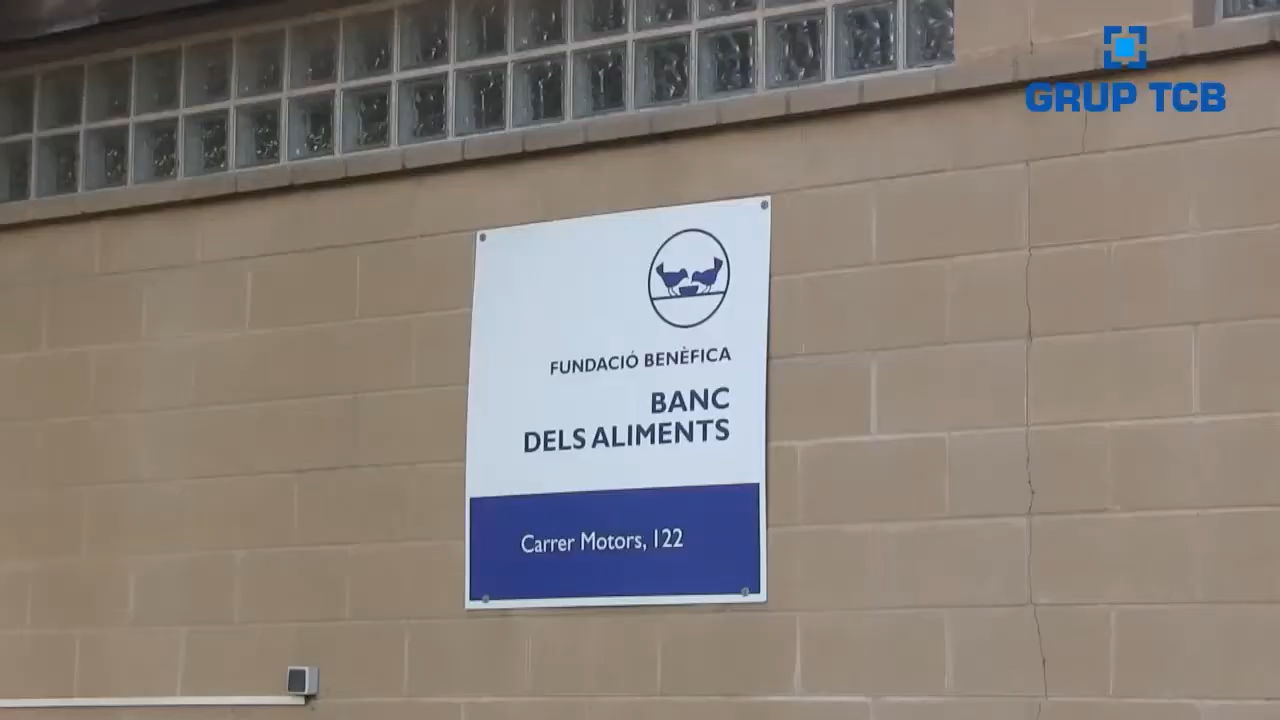 GRUP TCB
FUNDACIÓ BENÈFICA
BANC
DELS ALIMENTS
Carrer Motors, 122